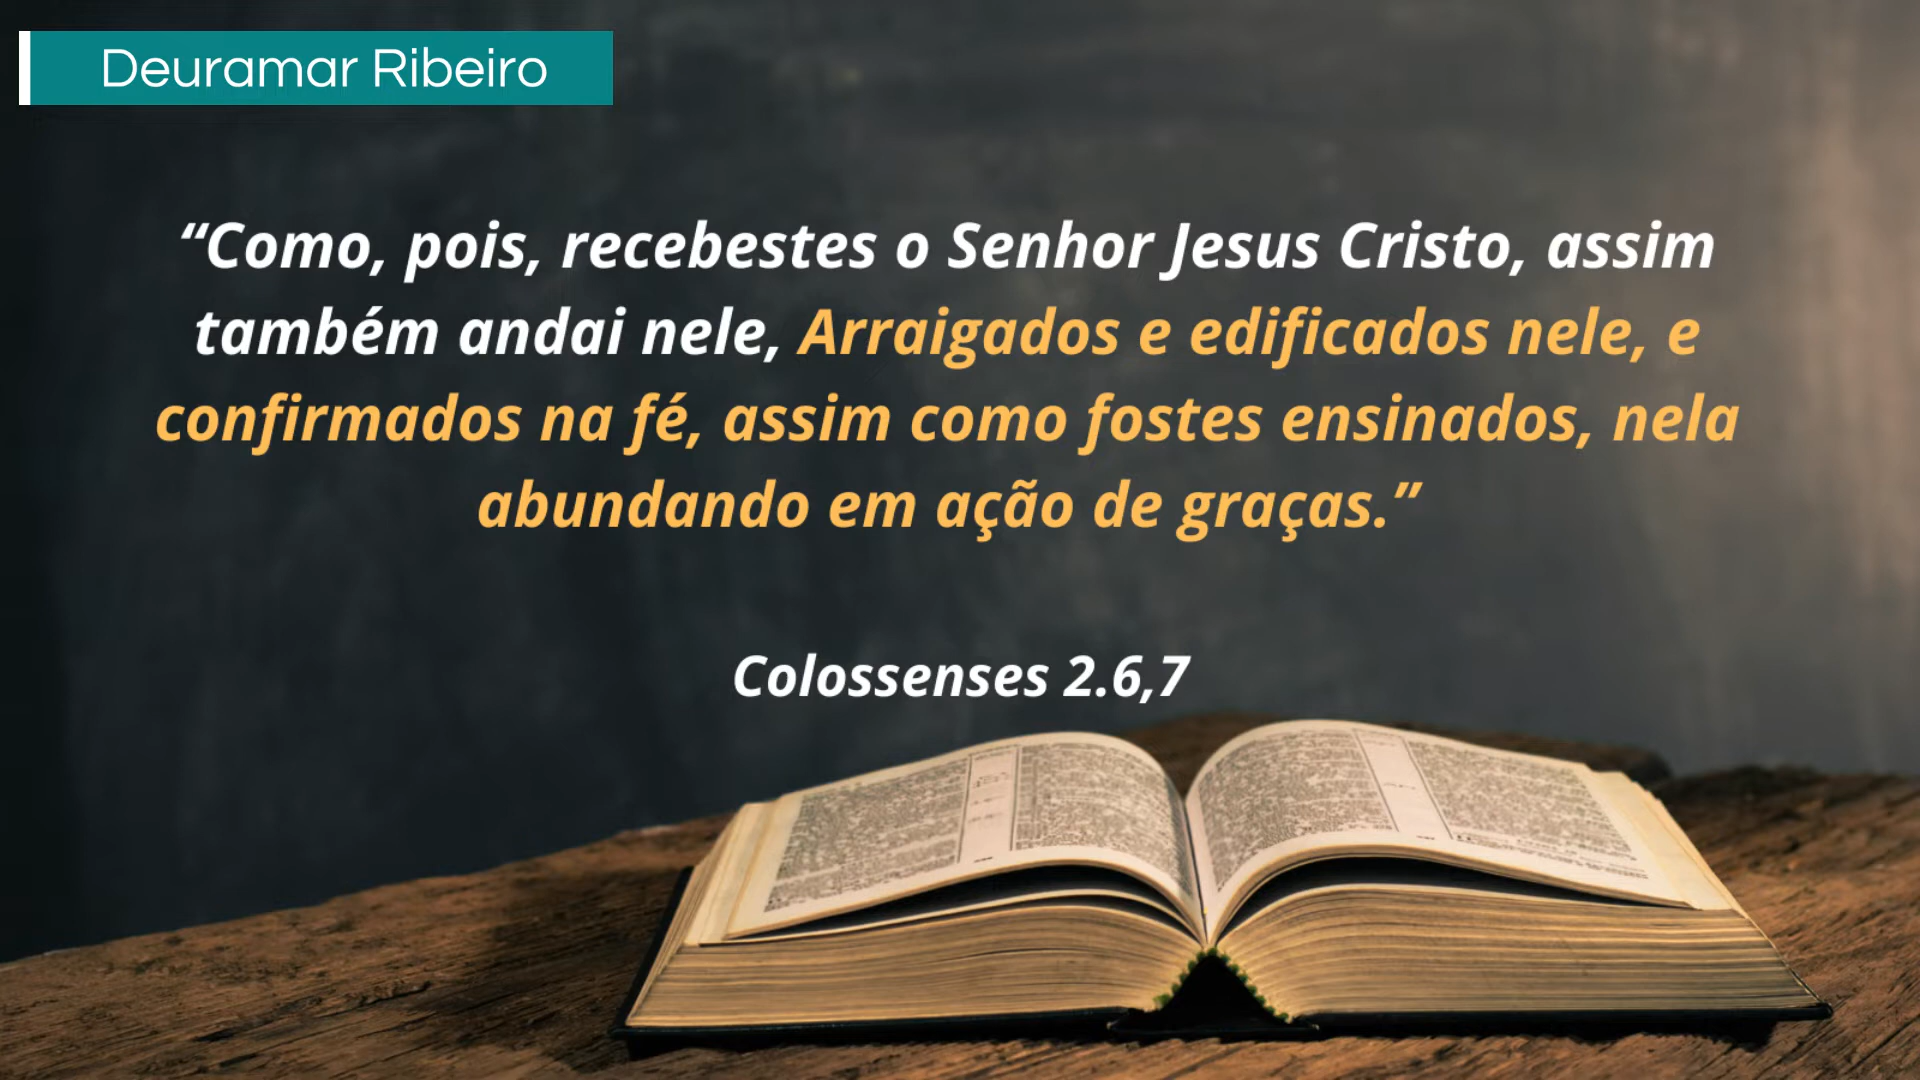 Deuramar Ribeiro
“Como, pois, recebestes o Senhor Jesus Cristo, assim
também andai nele, Arraigados e edificados nele, e
confirmados na fé, assim como fostes ensinados, nela
abundando em ação de graças.”
Colossenses 2.6,7